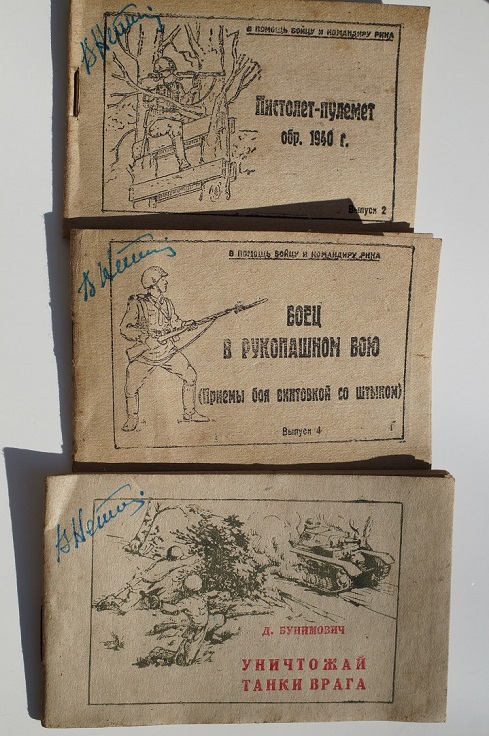 В ПОМОЩЬ БОЙЦУ И КОМАНДИРУ РККА
Пистолет-пулемет
обр. 1940 г.
Выпуск 2
В ПОМОЩЬ БОЙЦУ И КОМАНДИРУ РККА
БОЕЦ
В РУКОПАШНОМ БОЮ
(Приемы боя винтовкой со штыком)
Выпуск 4
Д. БУНИМОВИЧ
УНИЧТОЖАЙ
ТАНКИ ВРАГА